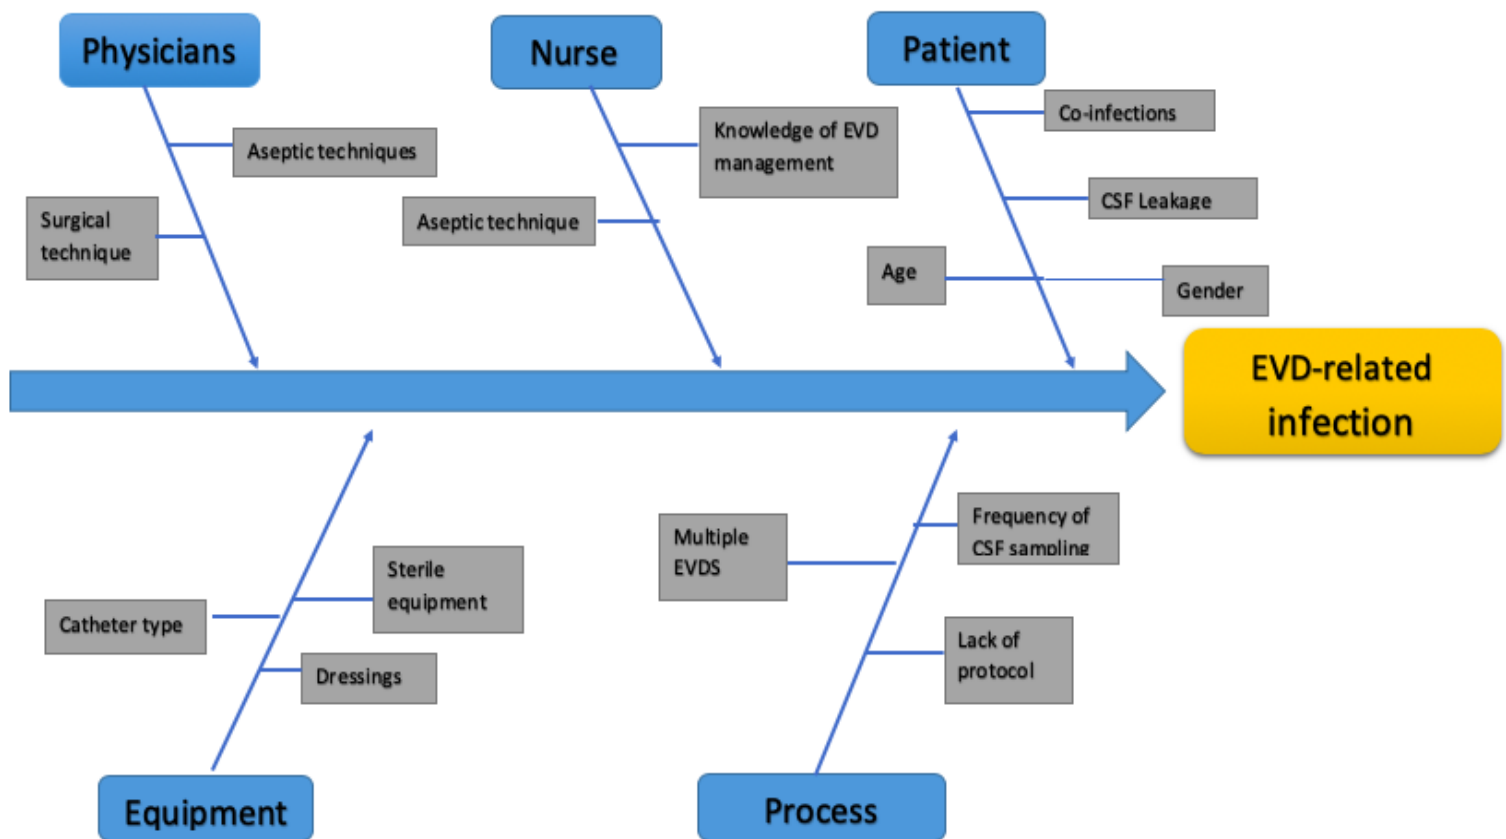 Physicians
Nurse
Patient
Aseptic techniques
Surgical
technique
Knowledge of EVD
management
Aseptic technique
Co-infections
CSF Leakage
Age
Gender
EVD-related
infection
Catheter type
Sterile
equipment
Dressings
Multiple
EVDS
Frequency of
CSF sampling
Lack of
protocol
Equipment
Process